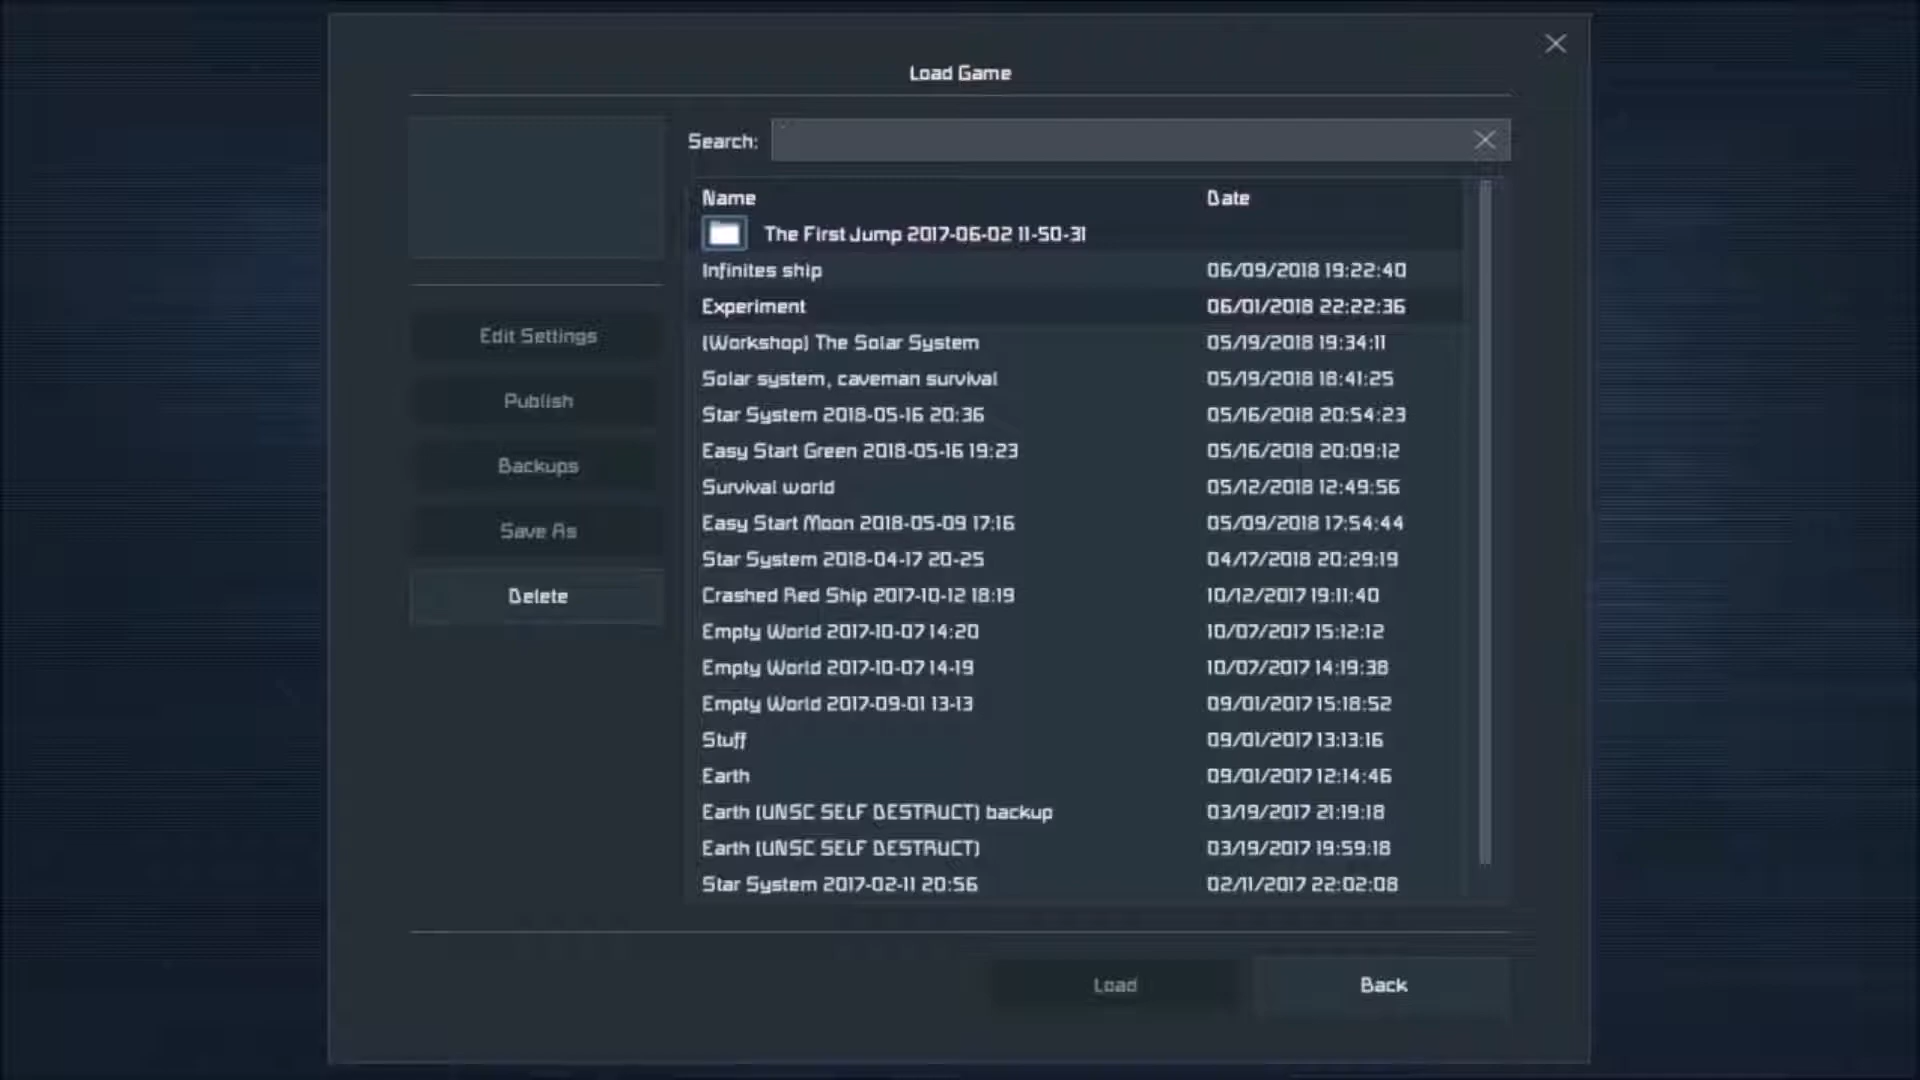 Load Game
Search:
Name Date
The First Jump 2017-06-02 11-50-31
Infinites ship 06/09/2018 19:22:40
Experiment 06/01/2018 22:22:36
(Workshop) The Solar System 05/19/2018 19:34:11
Solar system, caveman survival 05/19/2018 18:41:25
Star System 2018-05-16 20:36 05/16/2018 20:54:23
Easy Start Green 2018-05-16 19:23 05/16/2018 20:09:12
Survival world 05/12/2018 12:49:56
Easy Start Moon 2018-05-09 17:16 05/09/2018 17:54:44
Star System 2018-04-17 20-25 04/17/2018 20:29:19
Crashed Red Ship 2017-10-12 18:19 10/12/2017 19:11:40
Empty World 2017-10-07 14:20 10/07/2017 15:12:12
Empty World 2017-10-07 14-19 10/07/2017 14:19:38
Empty World 2017-09-01 13-13 09/01/2017 15:18:52
Stuff 09/01/2017 13:13:16
Earth 09/01/2017 12:14:46
Earth (UNSC SELF DESTRUCT) backup 03/19/2017 21:19:18
Earth (UNSC SELF DESTRUCT) 03/19/2017 19:59:18
Star System 2017-02-11 20:56 02/11/2017 22:02:08
Edit Settings
Publish
Backups
Save As
Delete
Load
Back